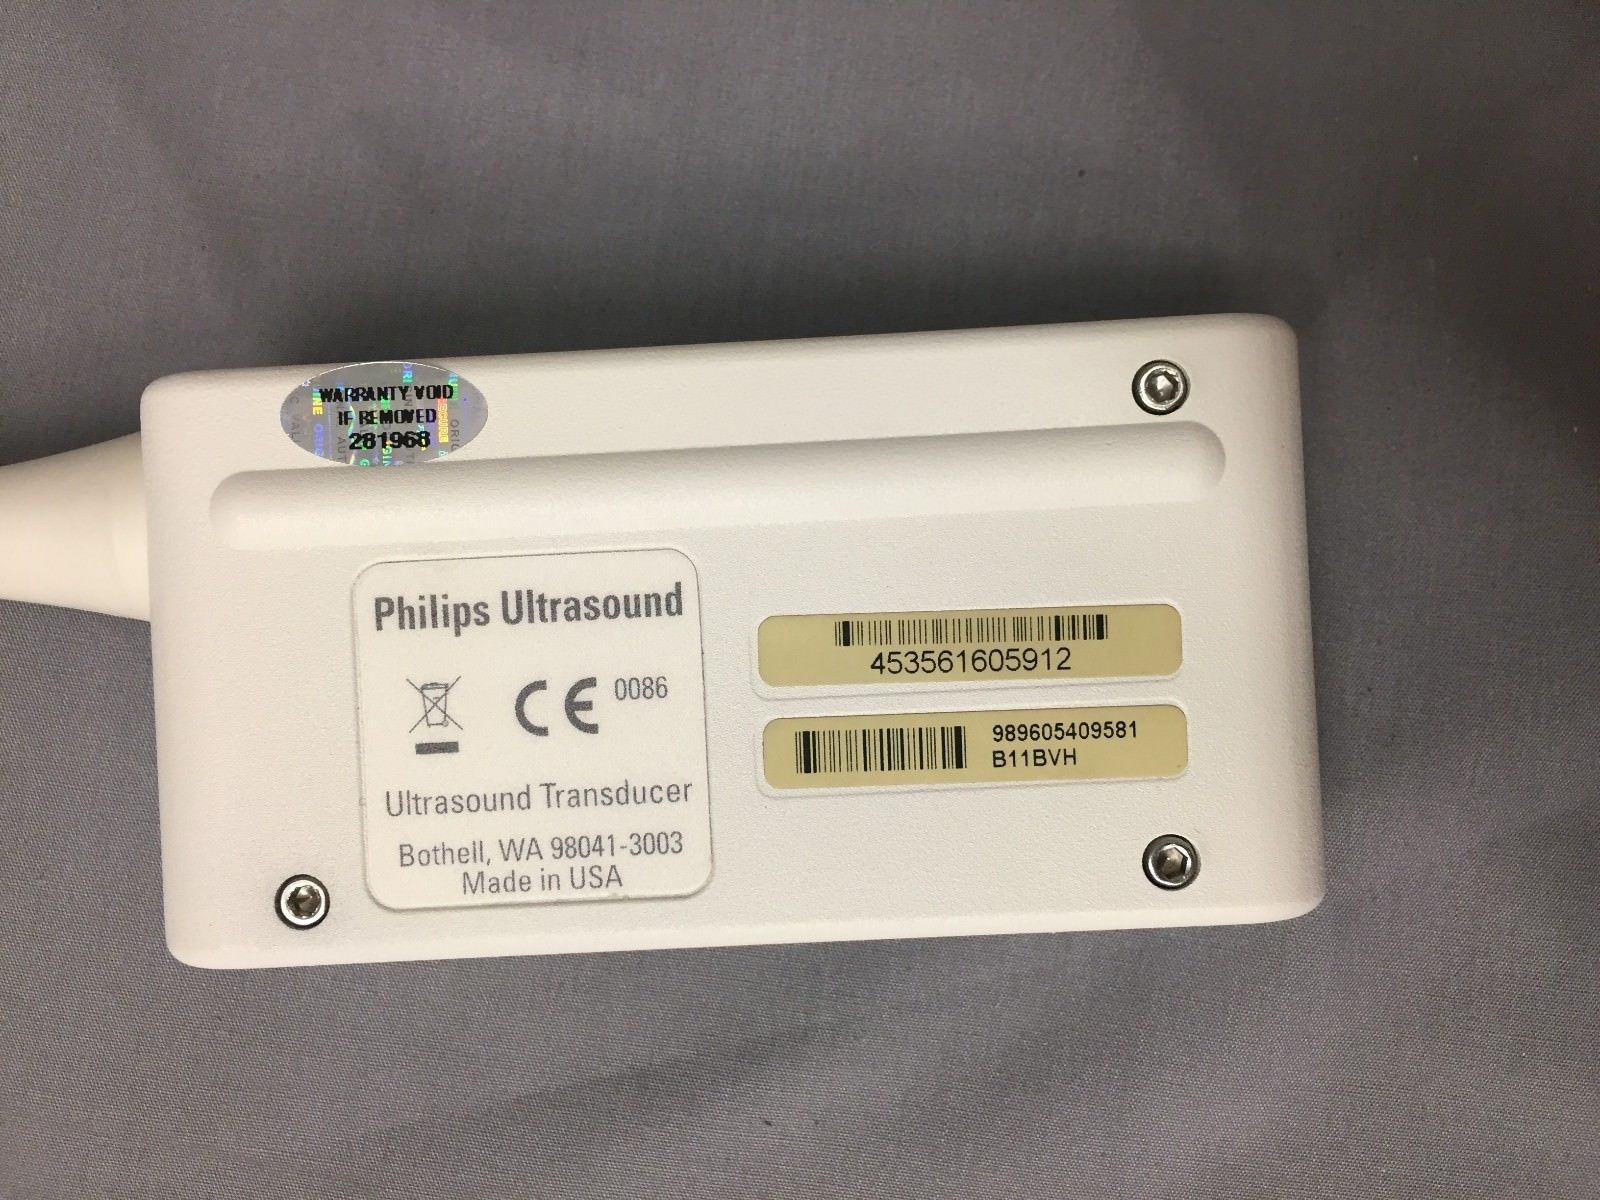 WARRANTY VOID
IF REMOVED
281968
Philips Ultrasound
CE 0086
Ultrasound Transducer
Bothell, WA 98041-3003
Made in USA
453561605912
989605409581
B11BVH